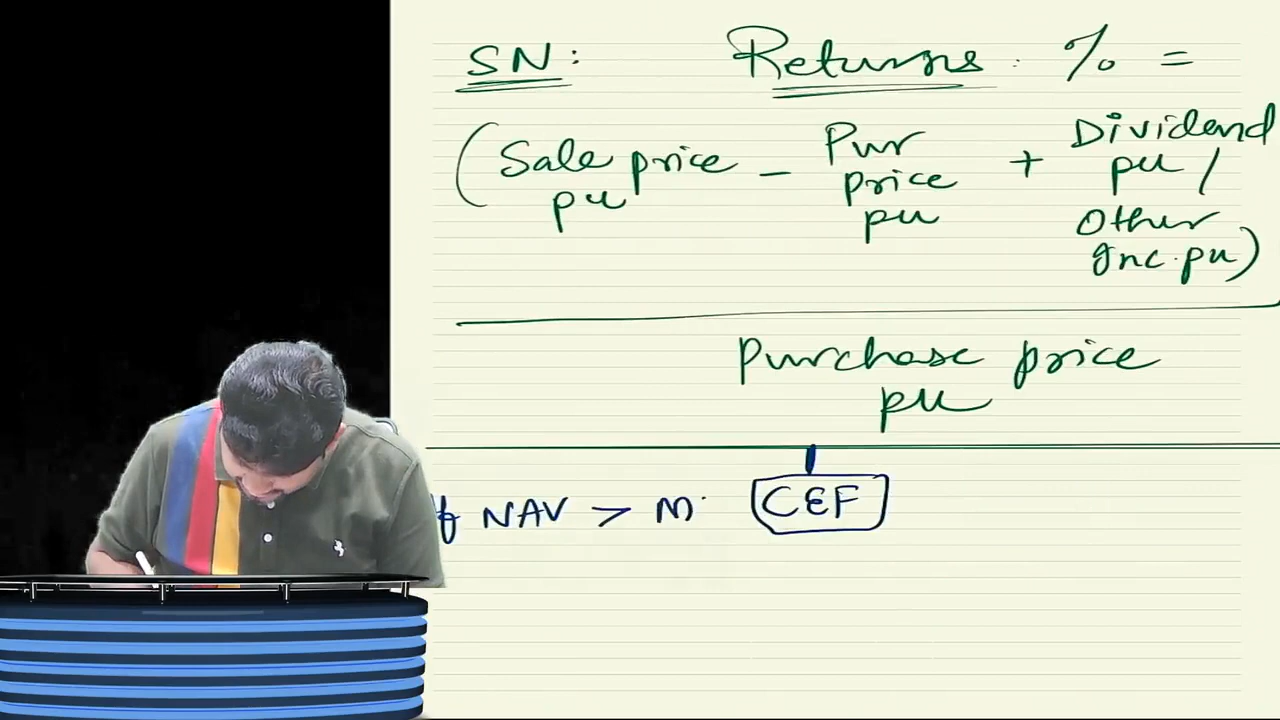 SN: Returns % =
(Sale price pu − Pur price pu + Dividend pu / Other Inc. pu)
Purchase price pu
CEF
f NAV > M